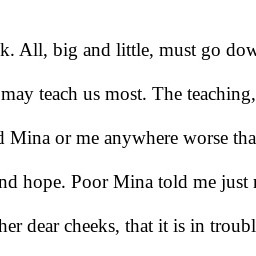 k. All, big and little, must go dow
may teach us most. The teaching,
d Mina or me anywhere worse tha
nd hope. Poor Mina told me just
her dear cheeks, that it is in troubl